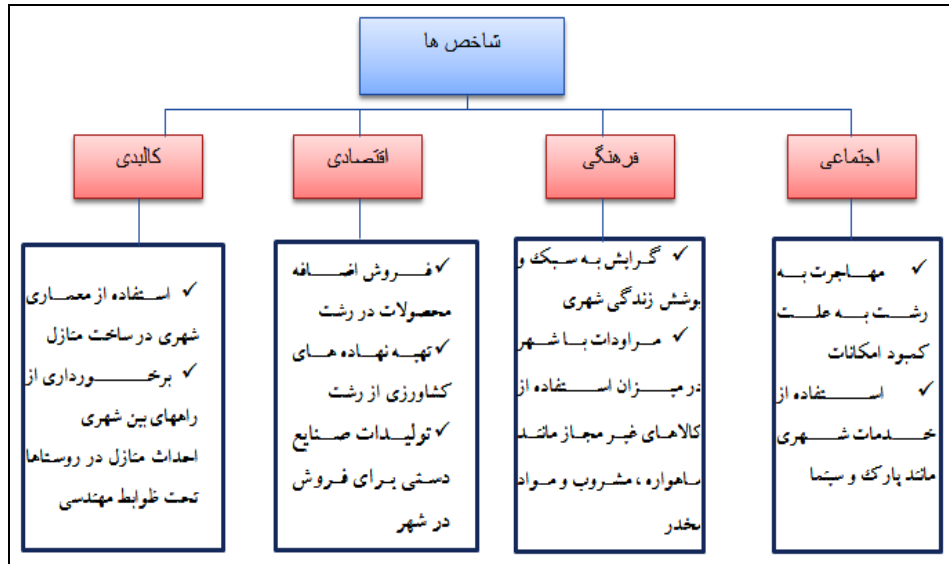 شاخص ها
اجتماعی
فرهنگی
اقتصادی
کالبدی
✓ مهاجرت به
رشت به علت
کمبود امکانات
✓ استفاده از
خدمات شهری
مانند پارک و سینما
✓ گرایش به سبک و
پوشش زندگی شهری
✓ مراودات با شهر
در میزان استفاده از
کالاهای غیر مجاز مانند
ساهواره ، مشروب و مواد
مخدر
✓ فروش اضافه
محصولات در رشت
✓ تهیه نهاده های
کشاورزی از رشت
✓ تولیدات صنایع
دستی برای فروش
در شهر
✓ استفاده از معماری
شهری در ساخت منازل
✓ برخورداری از
راههای بین شهری
احداث منازل در روستاها
تحت ظوابط مهندسی